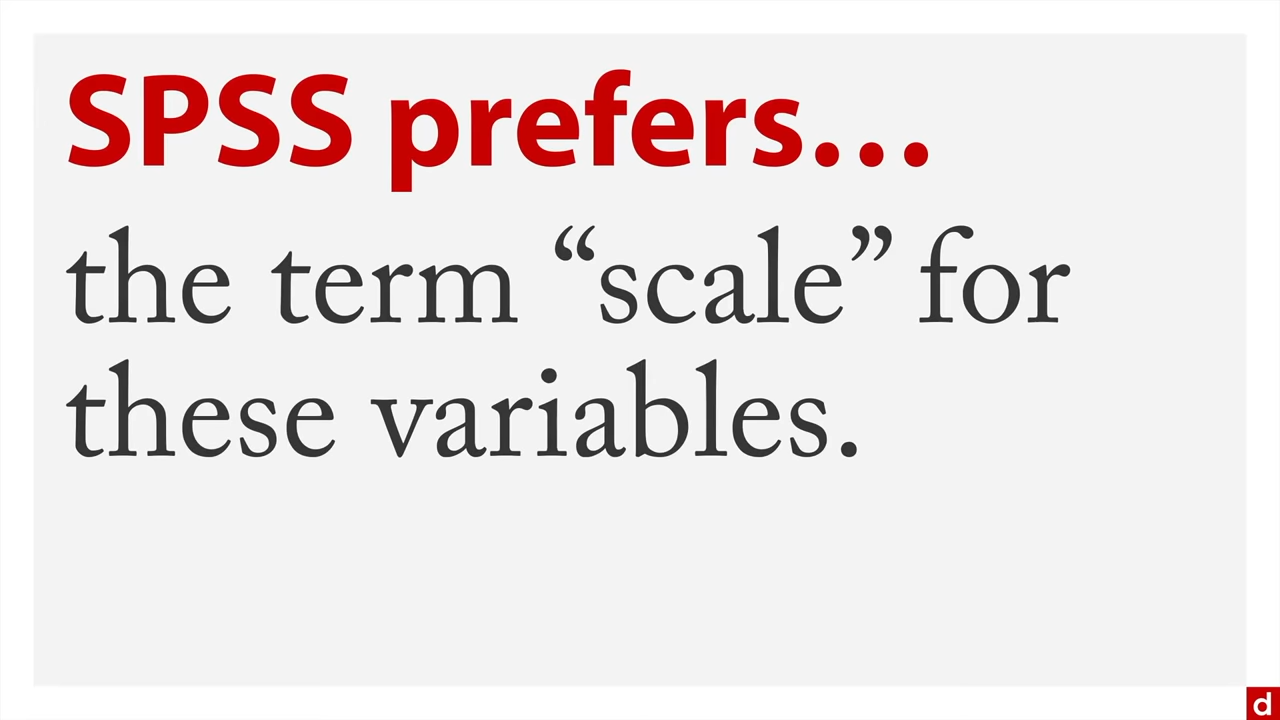 SPSS prefers…
the term “scale” for
these variables.
d